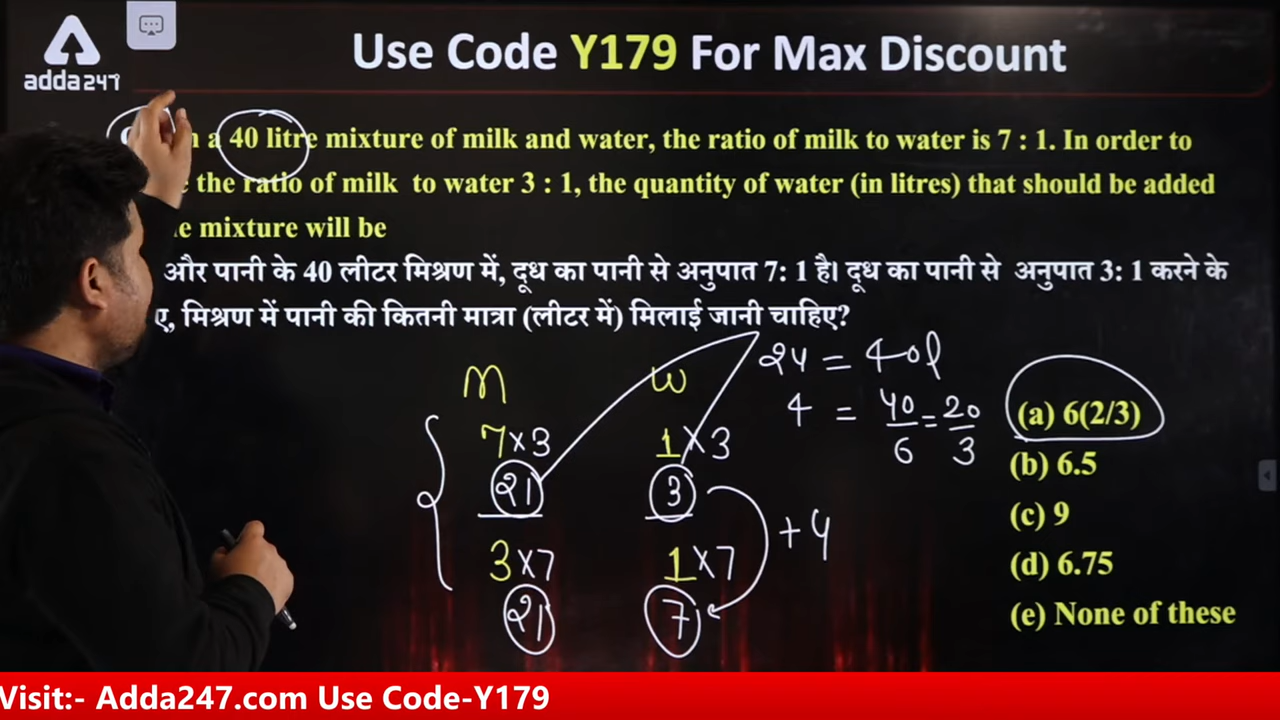 adda247
Use Code Y179 For Max Discount
a 40 litre mixture of milk and water, the ratio of milk to water is 7 : 1. In order to
the ratio of milk to water 3 : 1, the quantity of water (in litres) that should be added
mixture will be
और पानी के 40 लीटर मिश्रण में, दूध का पानी से अनुपात 7: 1 है। दूध का पानी से अनुपात 3: 1 करने के
मिश्रण में पानी की कितनी मात्रा (लीटर में) मिलाई जानी चाहिए?
M W
24 = 40l
4 = 40/6 = 20/3
7×3 1×3
21 3
+4
3×7 1×7
21 7
(a) 6(2/3)
(b) 6.5
(c) 9
(d) 6.75
(e) None of these
Visit:- Adda247.com Use Code-Y179